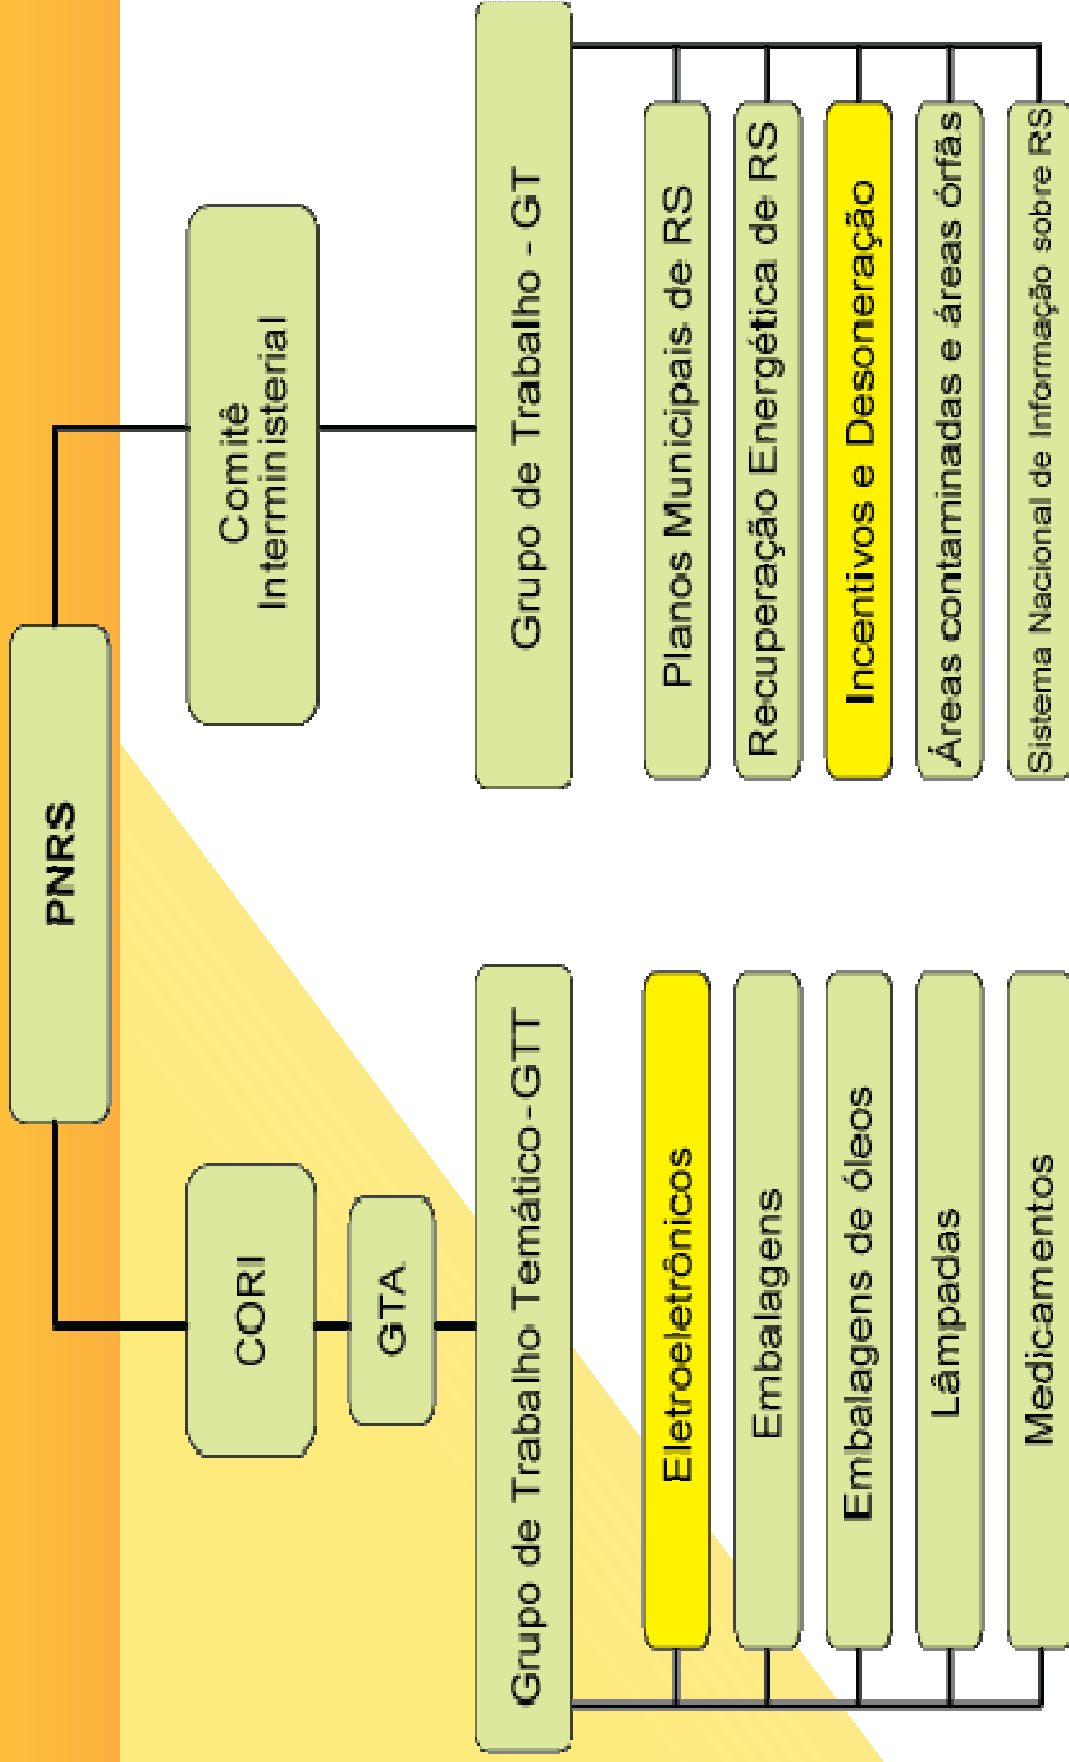 PNRS
CORI
GTA
Grupo de Trabalho Temático-GTT
Eletroeletrônicos
Embalagens
Embalagens de óleos
Lâmpadas
Medicamentos
Comitê
Interministerial
Grupo de Trabalho - GT
Planos Municipais de RS
Recuperação Energética de RS
Incentivos e Desoneração
Áreas contaminadas e áreas órfãs
Sistema Nacional de Informação sobre RS